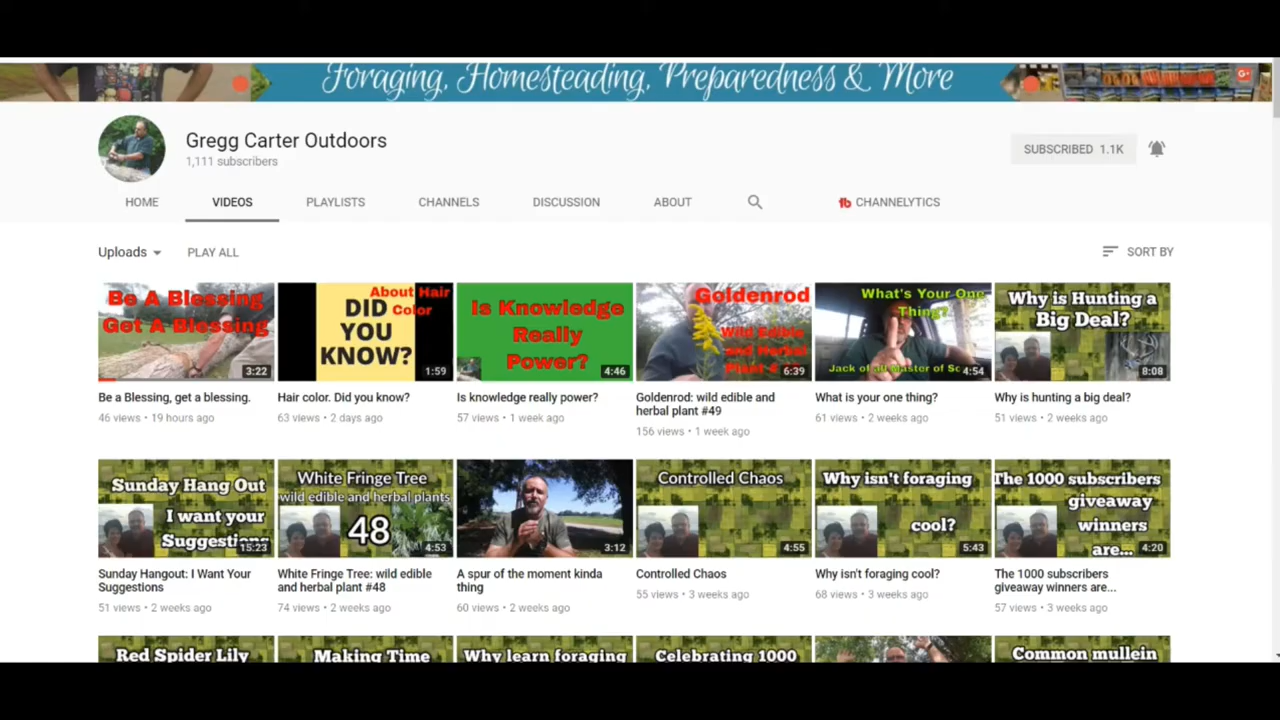 Foraging, Homesteading, Preparedness & More
Gregg Carter Outdoors
1,111 subscribers
SUBSCRIBED 1.1K
HOME
VIDEOS
PLAYLISTS
CHANNELS
DISCUSSION
ABOUT
CHANNELYTICS
Uploads
PLAY ALL
SORT BY
Be A Blessing
Get A Blessing
3:22
About Hair
Color
DID
YOU
KNOW?
1:59
Is Knowledge
Really
Power?
4:46
Goldenrod
Wild Edible
and Herbal
Plant #
6:39
What's Your One
Thing?
Jack of all Master of
4:54
Why is Hunting a
Big Deal?
8:08
Be a Blessing, get a blessing.
46 views • 19 hours ago
Hair color. Did you know?
63 views • 2 days ago
Is knowledge really power?
57 views • 1 week ago
Goldenrod: wild edible and
herbal plant #49
156 views • 1 week ago
What is your one thing?
61 views • 2 weeks ago
Why is hunting a big deal?
51 views • 2 weeks ago
Sunday Hang Out
I want your
Suggestions
15:23
White Fringe Tree
wild edible and herbal plants
48
4:53
3:12
Controlled Chaos
4:55
Why isn't foraging
cool?
5:43
The 1000 subscribers
giveaway
winners
are...
4:20
Sunday Hangout: I Want Your
Suggestions
51 views • 2 weeks ago
White Fringe Tree: wild edible
and herbal plant #48
74 views • 2 weeks ago
A spur of the moment kinda
thing
60 views • 2 weeks ago
Controlled Chaos
55 views • 3 weeks ago
Why isn't foraging cool?
68 views • 3 weeks ago
The 1000 subscribers
giveaway winners are...
57 views • 3 weeks ago
Red Spider Lily
Making Time
Why learn foraging
Celebrating 1000
Common mullein